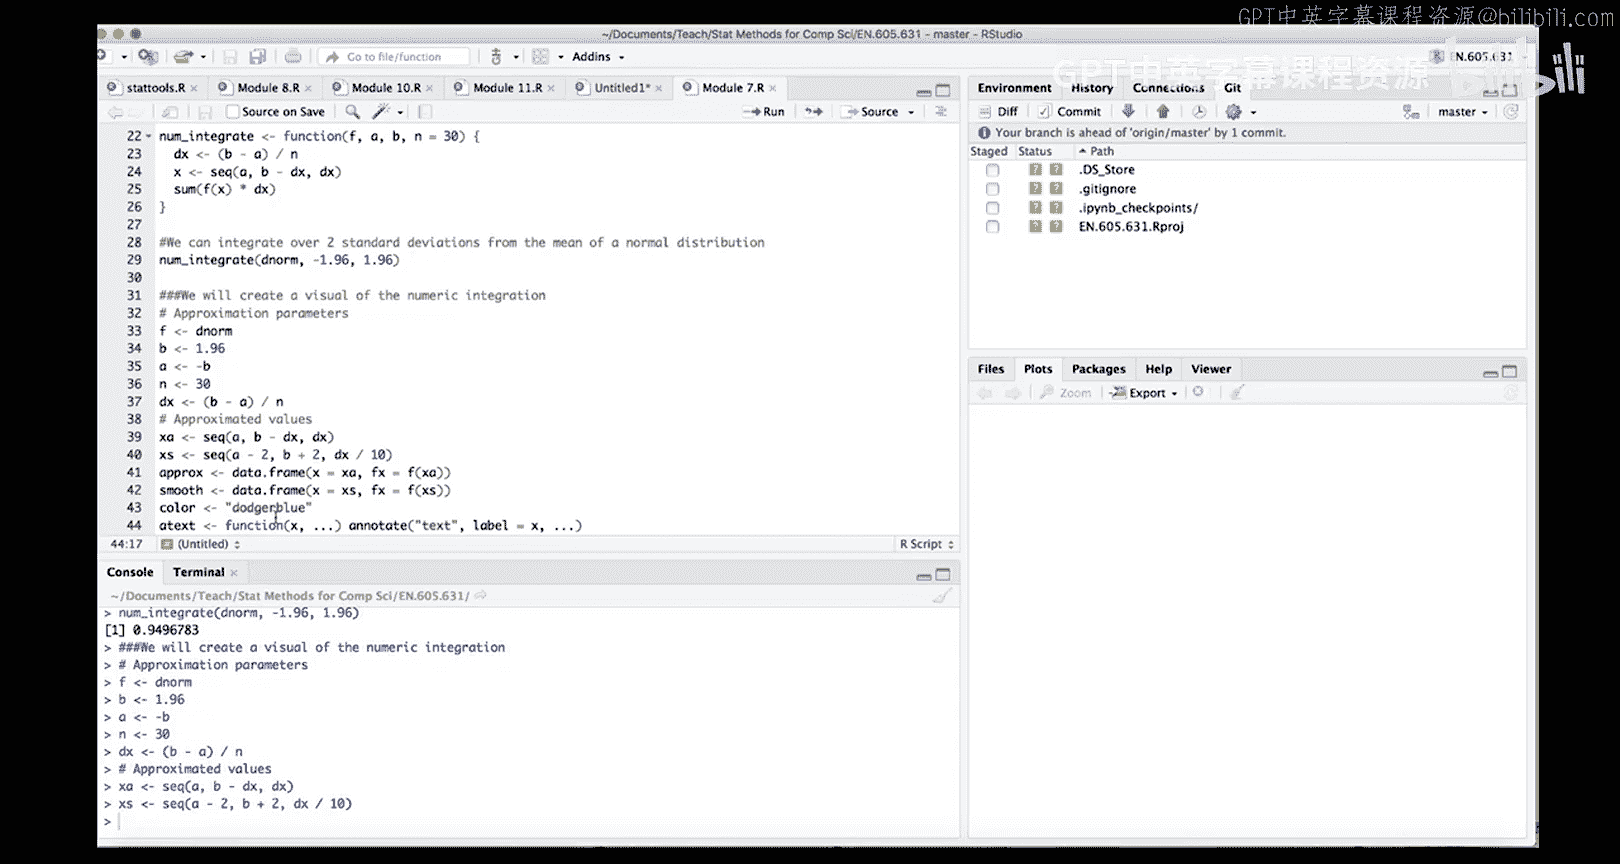 GPT中英字幕课程资源@bilibili.com
~/Documents/Teach/Stat Methods for Comp Sci/EN.605.631 - master - RStudio
Go to file/function
Addins
EN.605.631
GPT中英字幕课程资源 bilibili
stattools.R Module 8.R Module 10.R Module 11.R Untitled1* Module 7.R
Source on Save
Run
Source
22 num_integrate <- function(f, a, b, n = 30) {
23 dx <- (b - a) / n
24 x <- seq(a, b - dx, dx)
25 sum(f(x) * dx)
26 }
27
28 #We can integrate over 2 standard deviations from the mean of a normal distribution
29 num_integrate(dnorm, -1.96, 1.96)
30
31 ###We will create a visual of the numeric integration
32 # Approximation parameters
33 f <- dnorm
34 b <- 1.96
35 a <- -b
36 n <- 30
37 dx <- (b - a) / n
38 # Approximated values
39 xa <- seq(a, b - dx, dx)
40 xs <- seq(a - 2, b + 2, dx / 10)
41 approx <- data.frame(x = xa, fx = f(xa))
42 smooth <- data.frame(x = xs, fx = f(xs))
43 color <- "dodgerblue"
44 atext <- function(x, ...) annotate("text", label = x, ...)
44:17 (Untitled) R Script
Console Terminal
~/Documents/Teach/Stat Methods for Comp Sci/EN.605.631/
> num_integrate(dnorm, -1.96, 1.96)
[1] 0.9496783
> ###We will create a visual of the numeric integration
> # Approximation parameters
> f <- dnorm
> b <- 1.96
> a <- -b
> n <- 30
> dx <- (b - a) / n
> # Approximated values
> xa <- seq(a, b - dx, dx)
> xs <- seq(a - 2, b + 2, dx / 10)
>
Environment History Connections Git
Diff Commit master
Your branch is ahead of 'origin/master' by 1 commit.
Staged Status Path
? ? .DS_Store
? ? .gitignore
? ? .ipynb_checkpoints/
? ? EN.605.631.Rproj
Files Plots Packages Help Viewer
Zoom Export